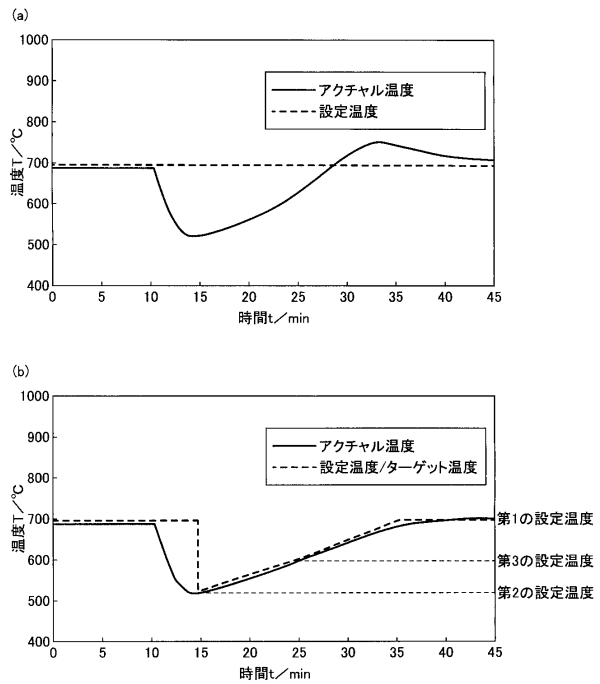 (a)
1000
900
800
700
600
500
400
温度T／℃
アクチャル温度
設定温度
0 5 10 15 20 25 30 35 40 45
時間t／min
(b)
1000
900
800
700
600
500
400
温度T／℃
アクチャル温度
設定温度/ターゲット温度
第1の設定温度
第3の設定温度
第2の設定温度
0 5 10 15 20 25 30 35 40 45
時間t／min